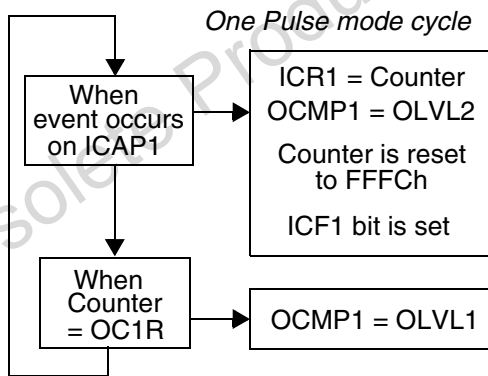 One Pulse mode cycle
When
event occurs
on ICAP1
ICR1 = Counter
OCMP1 = OLVL2
Counter is reset
to FFFCh
ICF1 bit is set
When
Counter
= OC1R
OCMP1 = OLVL1